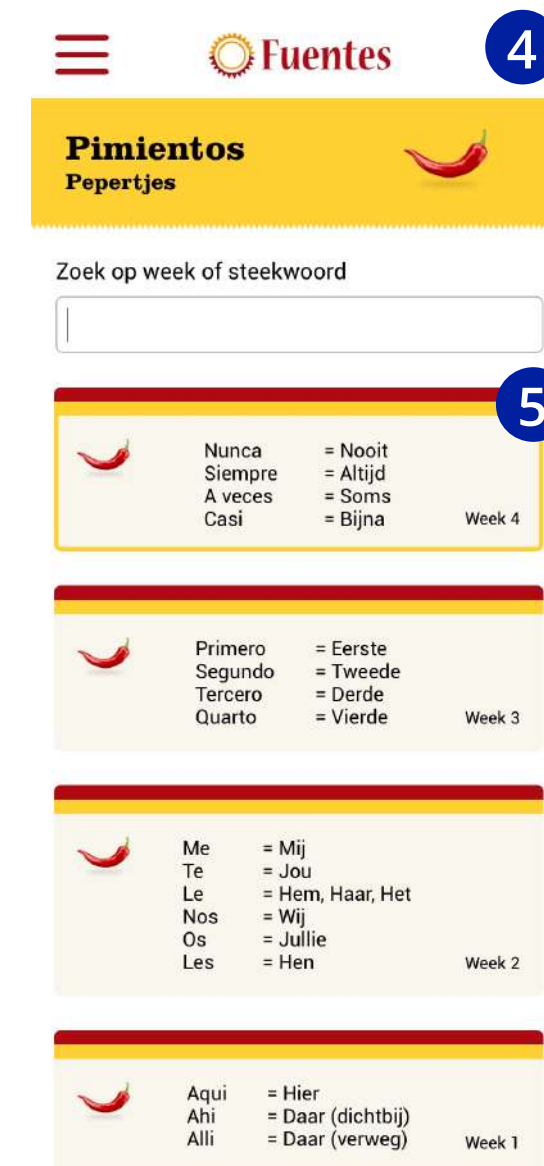 Fuentes
4
Pimientos
Pepertjes
Zoek op week of steekwoord
5
Nunca = Nooit
Siempre = Altijd
A veces = Soms
Casi = Bijna
Week 4
Primero = Eerste
Segundo = Tweede
Tercero = Derde
Quarto = Vierde
Week 3
Me = Mij
Te = Jou
Le = Hem, Haar, Het
Nos = Wij
Os = Jullie
Les = Hen
Week 2
Aqui = Hier
Ahi = Daar (dichtbij)
Alli = Daar (verweg)
Week 1